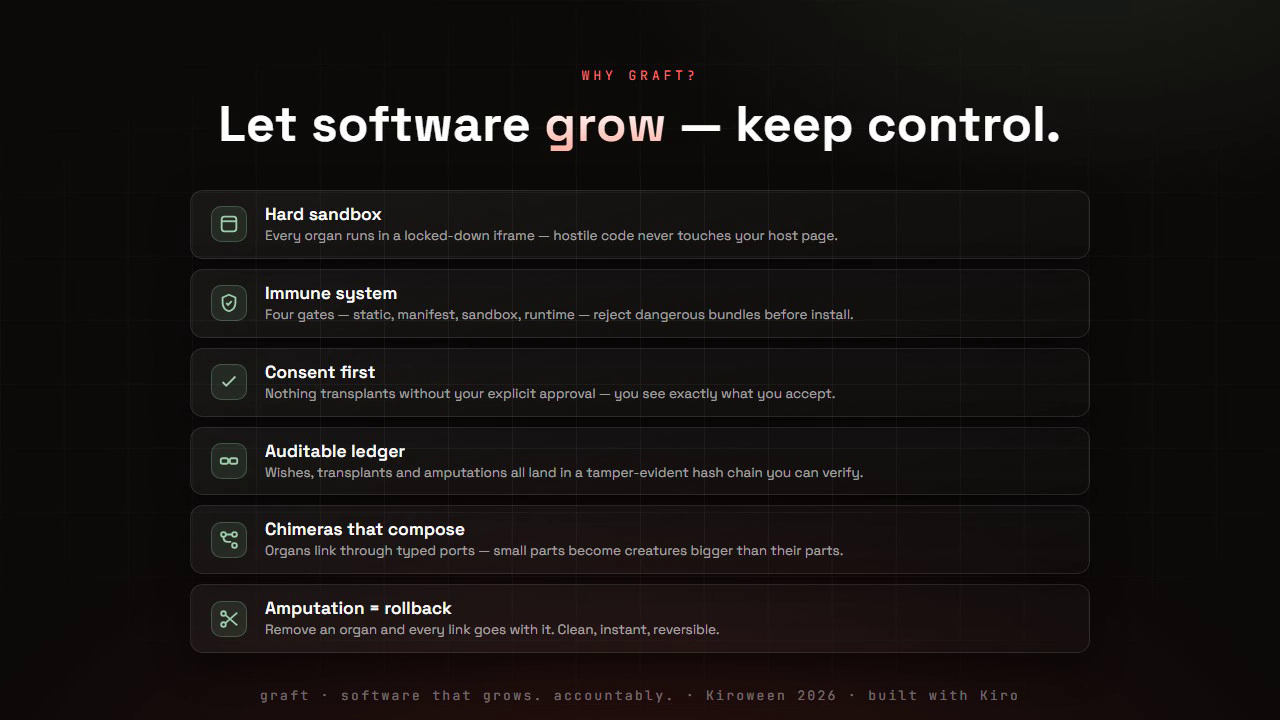 WHY GRAFT?
Let software grow — keep control.
Hard sandbox
Every organ runs in a locked-down iframe — hostile code never touches your host page.
Immune system
Four gates — static, manifest, sandbox, runtime — reject dangerous bundles before install.
Consent first
Nothing transplants without your explicit approval — you see exactly what you accept.
Auditable ledger
Wishes, transplants and amputations all land in a tamper-evident hash chain you can verify.
Chimeras that compose
Organs link through typed ports — small parts become creatures bigger than their parts.
Amputation = rollback
Remove an organ and every link goes with it. Clean, instant, reversible.
graft · software that grows. accountably. · Kiroween 2026 · built with Kiro